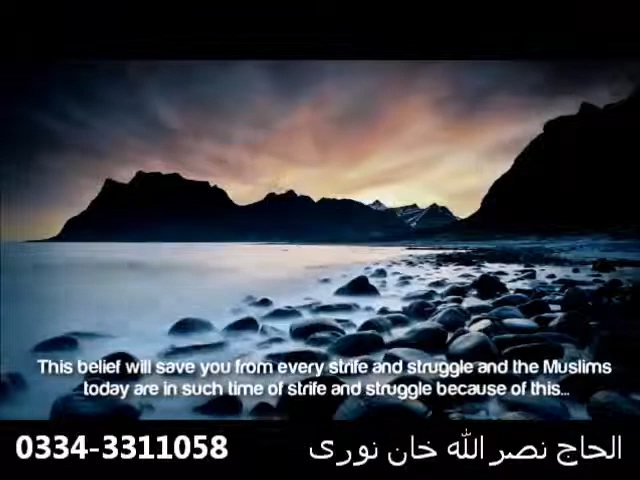 This belief will save you from every strife and struggle and the Muslims
today are in such time of strife and struggle because of this...
0334-3311058
الحاج نصر الله خان نوری